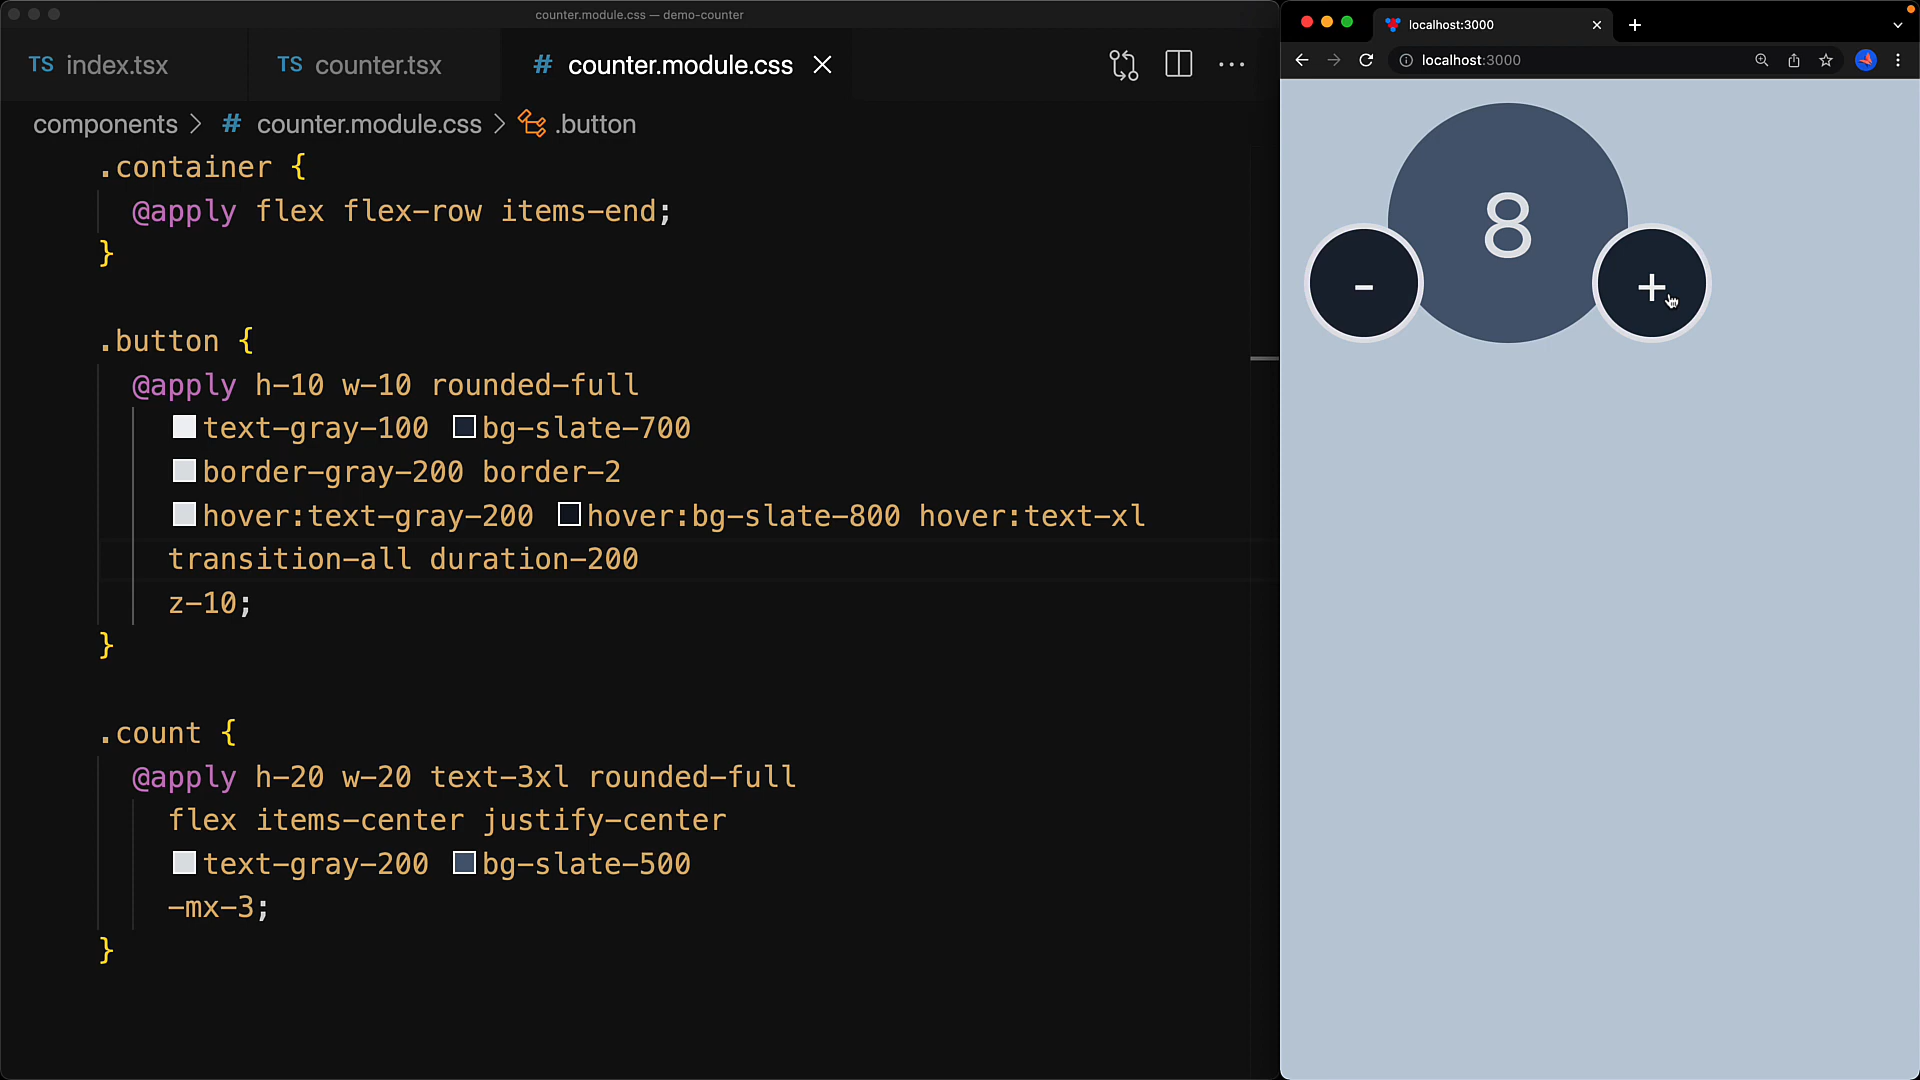 counter.module.css — demo-counter
TS index.tsx
TS counter.tsx
# counter.module.css
components > # counter.module.css > .button
.container {
@apply flex flex-row items-end;
}
.button {
@apply h-10 w-10 rounded-full
text-gray-100 bg-slate-700
border-gray-200 border-2
hover:text-gray-200 hover:bg-slate-800 hover:text-xl
transition-all duration-200
z-10;
}
.count {
@apply h-20 w-20 text-3xl rounded-full
flex items-center justify-center
text-gray-200 bg-slate-500
-mx-3;
}
localhost:3000
localhost:3000
8
-
+